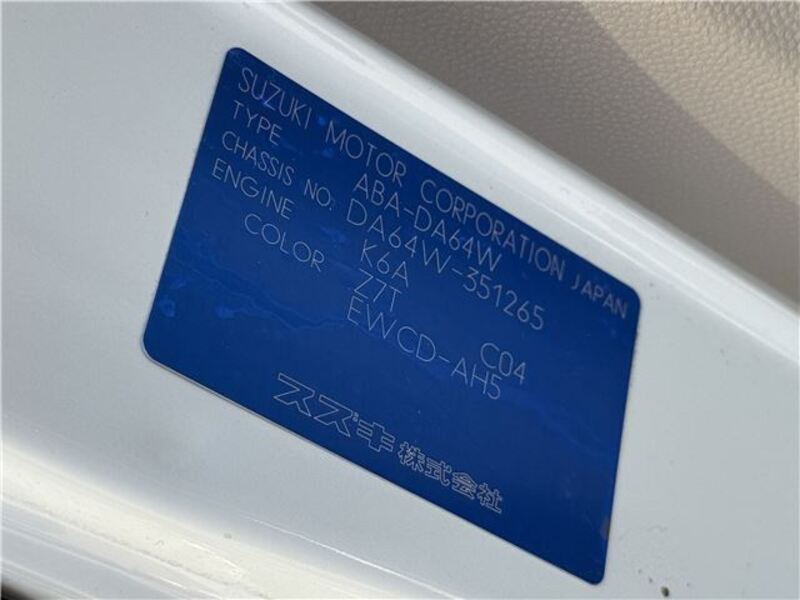 SUZUKI MOTOR CORPORATION JAPAN
TYPE ABA-DA64W
CHASSIS NO. DA64W-351265
ENGINE K6A
COLOR Z7T C04
EWCD-AH5
スズキ株式会社